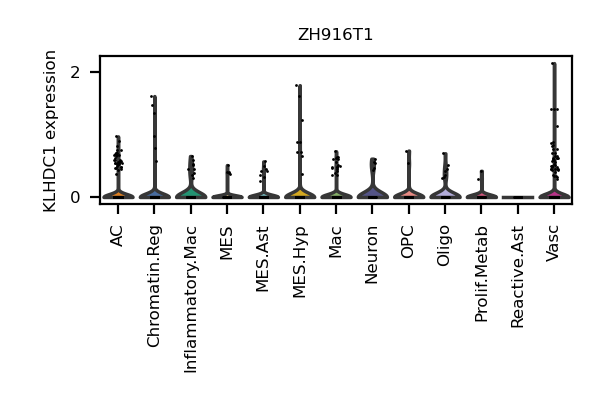 ZH916T1
KLHDC1 expression
2
0
AC
Chromatin.Reg
Inflammatory.Mac
MES
MES.Ast
MES.Hyp
Mac
Neuron
OPC
Oligo
Prolif.Metab
Reactive.Ast
Vasc